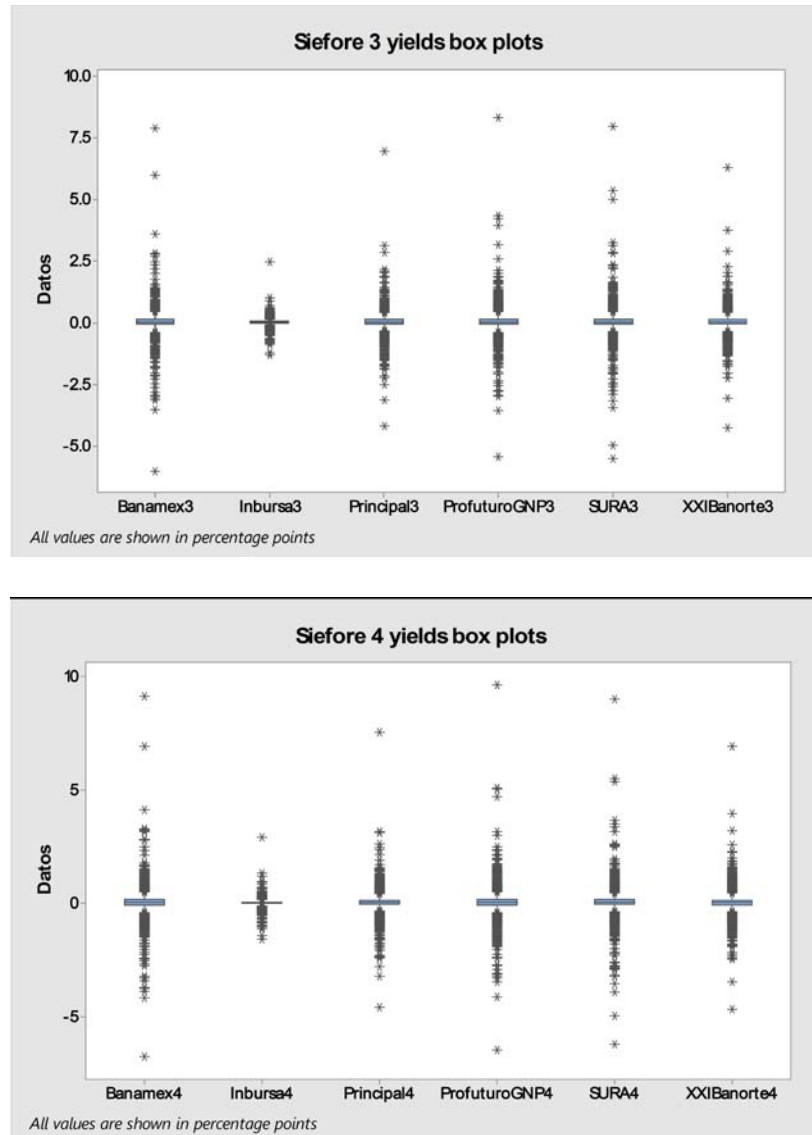 Siefore 3 yields box plots
10.0
7.5
5.0
2.5
0.0
-2.5
-5.0
Datos
Banamex3 Inbursa3 Principal3 ProfuturoGNP3 SURA3 XXIBanorte3
All values are shown in percentage points
Siefore 4 yields box plots
10
5
0
-5
Datos
Banamex4 Inbursa4 Principal4 ProfuturoGNP4 SURA4 XXIBanorte4
All values are shown in percentage points